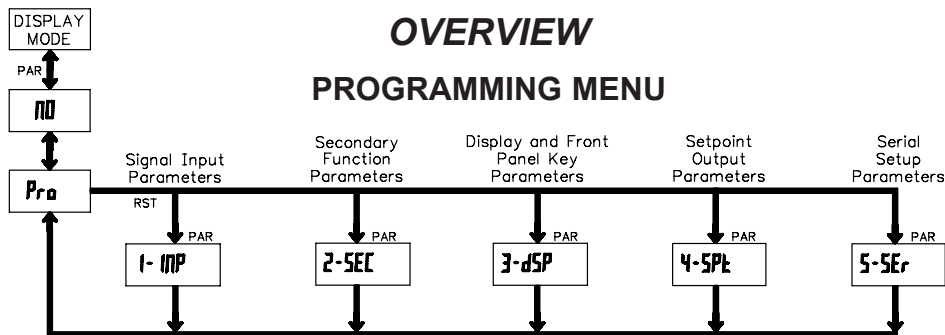 OVERVIEW
PROGRAMMING MENU
DISPLAY
MODE
PAR
NO
Pro
RST
Signal Input
Parameters
PAR
1-INP
Secondary
Function
Parameters
PAR
2-SEC
Display and Front
Panel Key
Parameters
PAR
3-dSP
Setpoint
Output
Parameters
PAR
4-SPt
Serial
Setup
Parameters
PAR
5-SEr